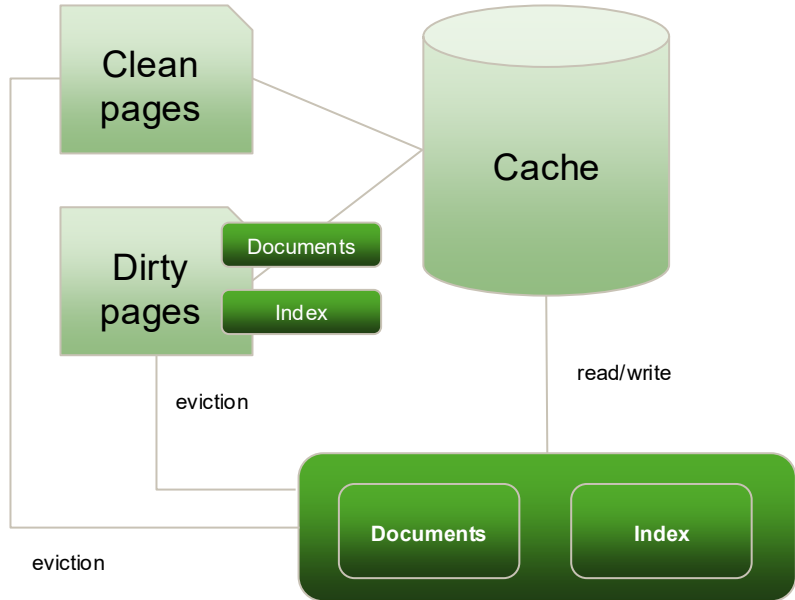 Clean
pages
Cache
Dirty
pages
Documents
Index
read/write
eviction
Documents
Index
eviction